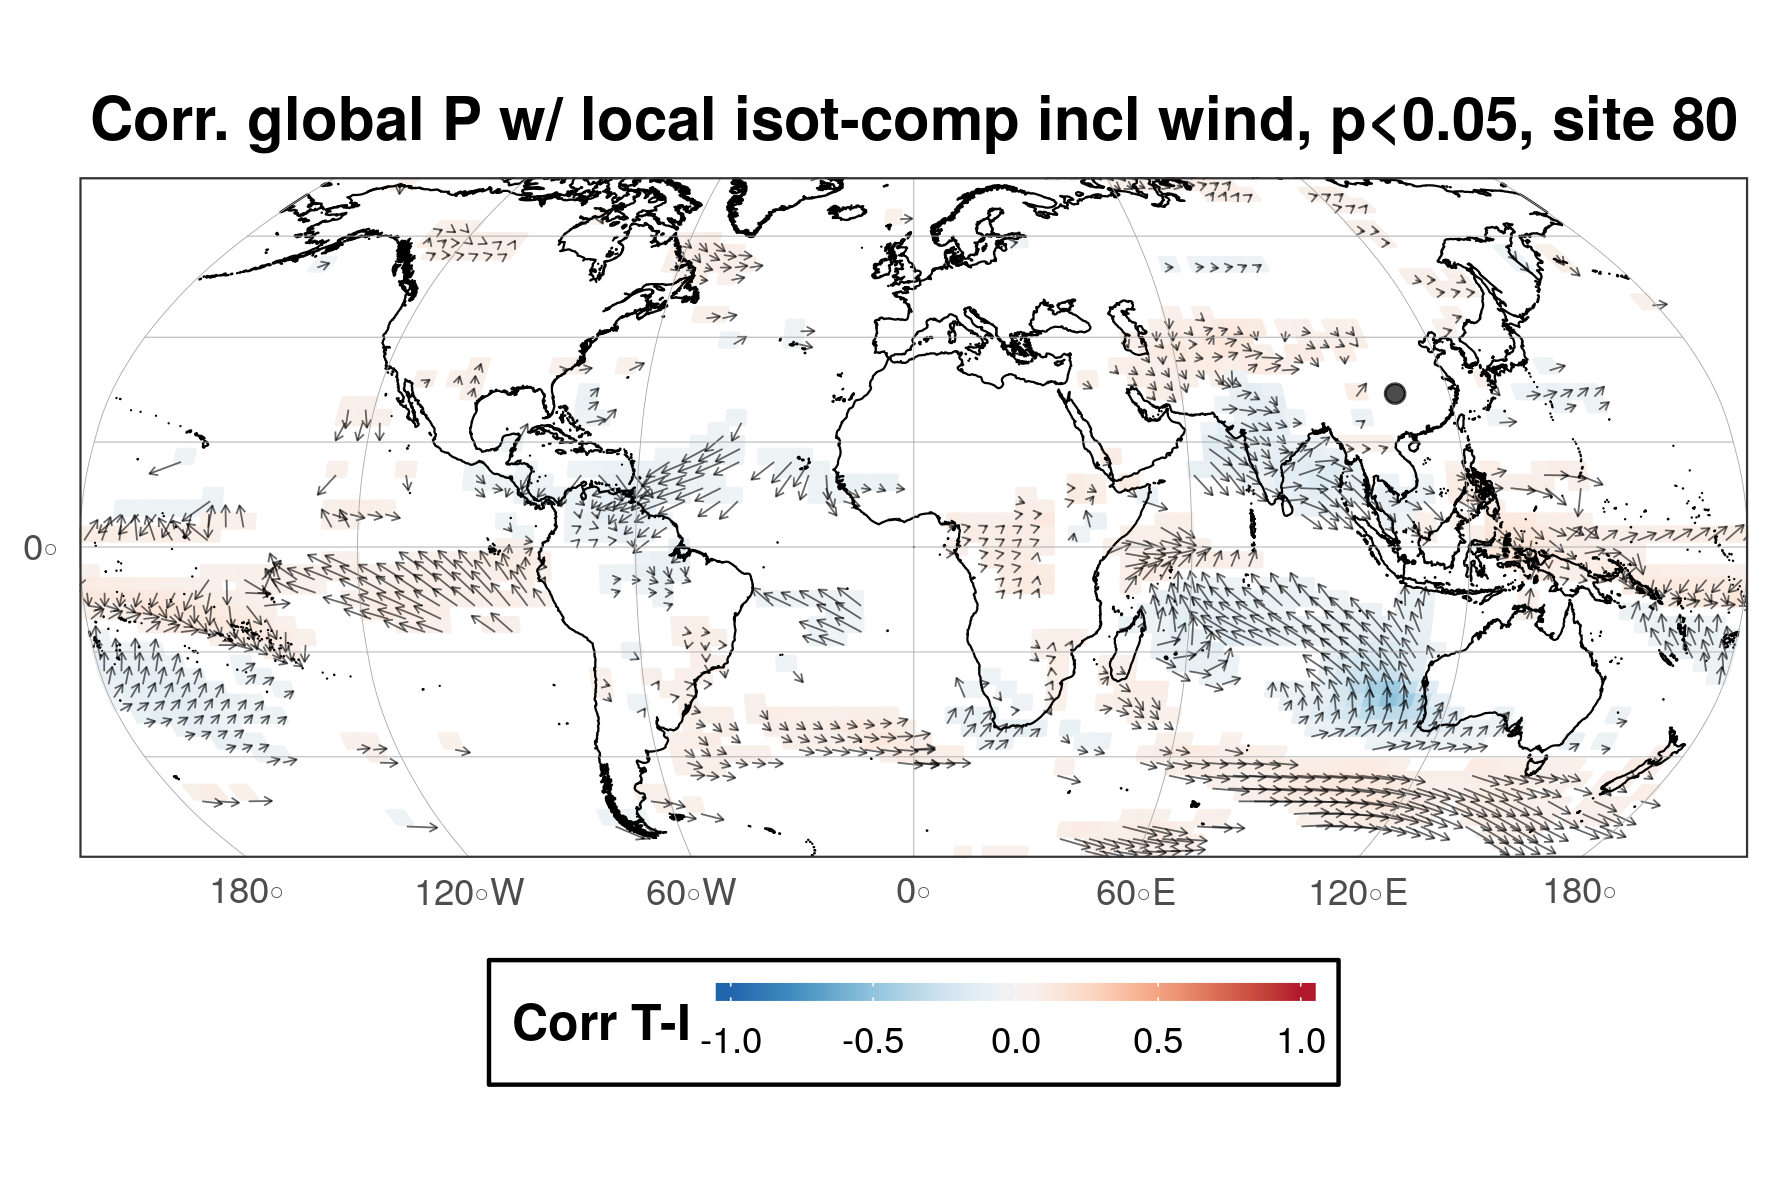 Corr. global P w/ local isot-comp incl wind, p<0.05, site 80
0○
180○ 120○W 60○W 0○ 60○E 120○E 180○
Corr T-I
-1.0 -0.5 0.0 0.5 1.0